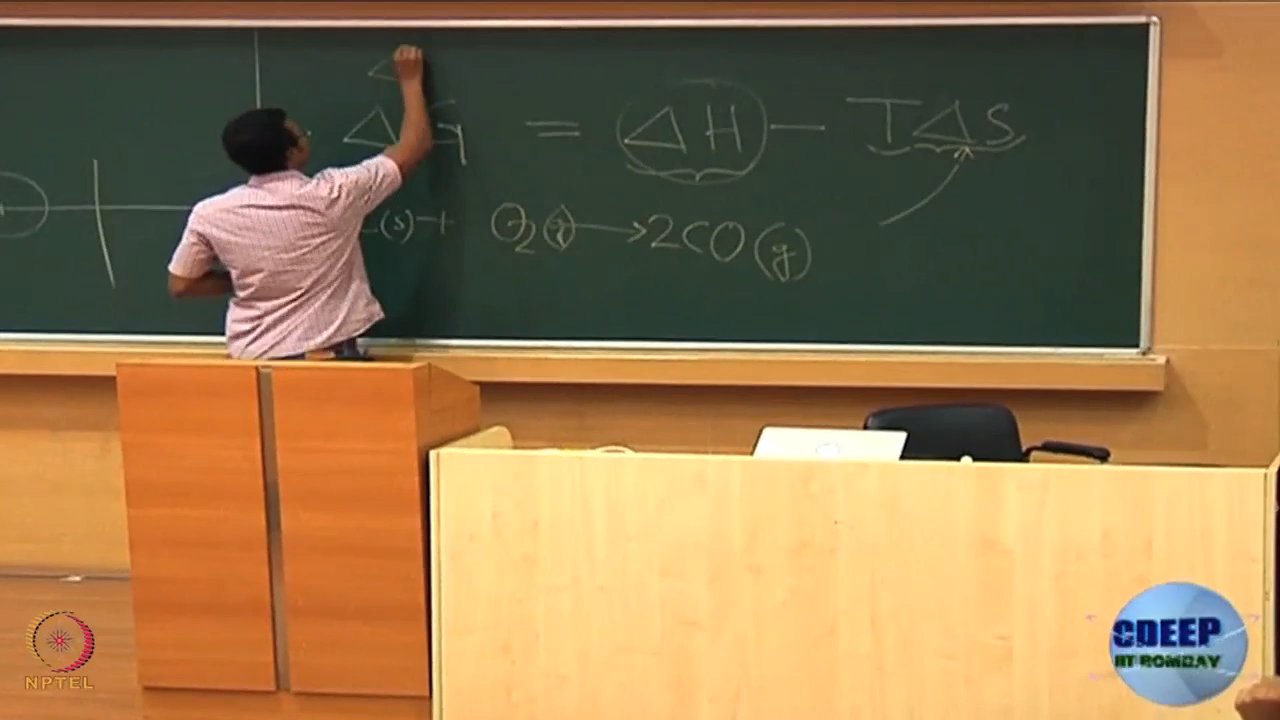 ΔG = ΔH - TΔS
(s) + O₂(g) → 2CO(g)
NPTEL
CDEEP
IIT BOMBAY